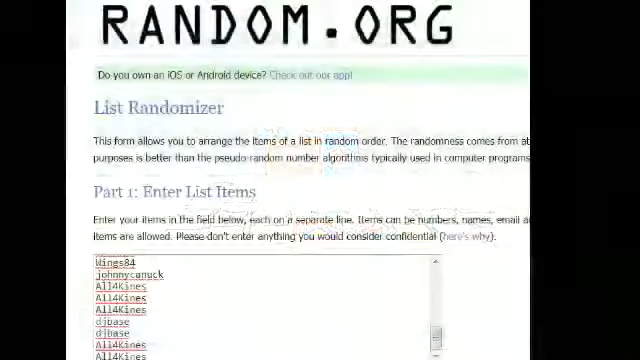 RANDOM.ORG
Do you own an iOS or Android device? Check out our app!
List Randomizer
This form allows you to arrange the items of a list in random order. The randomness comes from at
purposes is better than the pseudo-random number algorithms typically used in computer programs
Part 1: Enter List Items
Enter your items in the field below, each on a separate line. Items can be numbers, names, email a
items are allowed. Please don't enter anything you would consider confidential (here's why).
Wings84
johnnycanuck
All4Kines
All4Kines
All4Kines
djbase
djbase
All4Kines
All4Kines